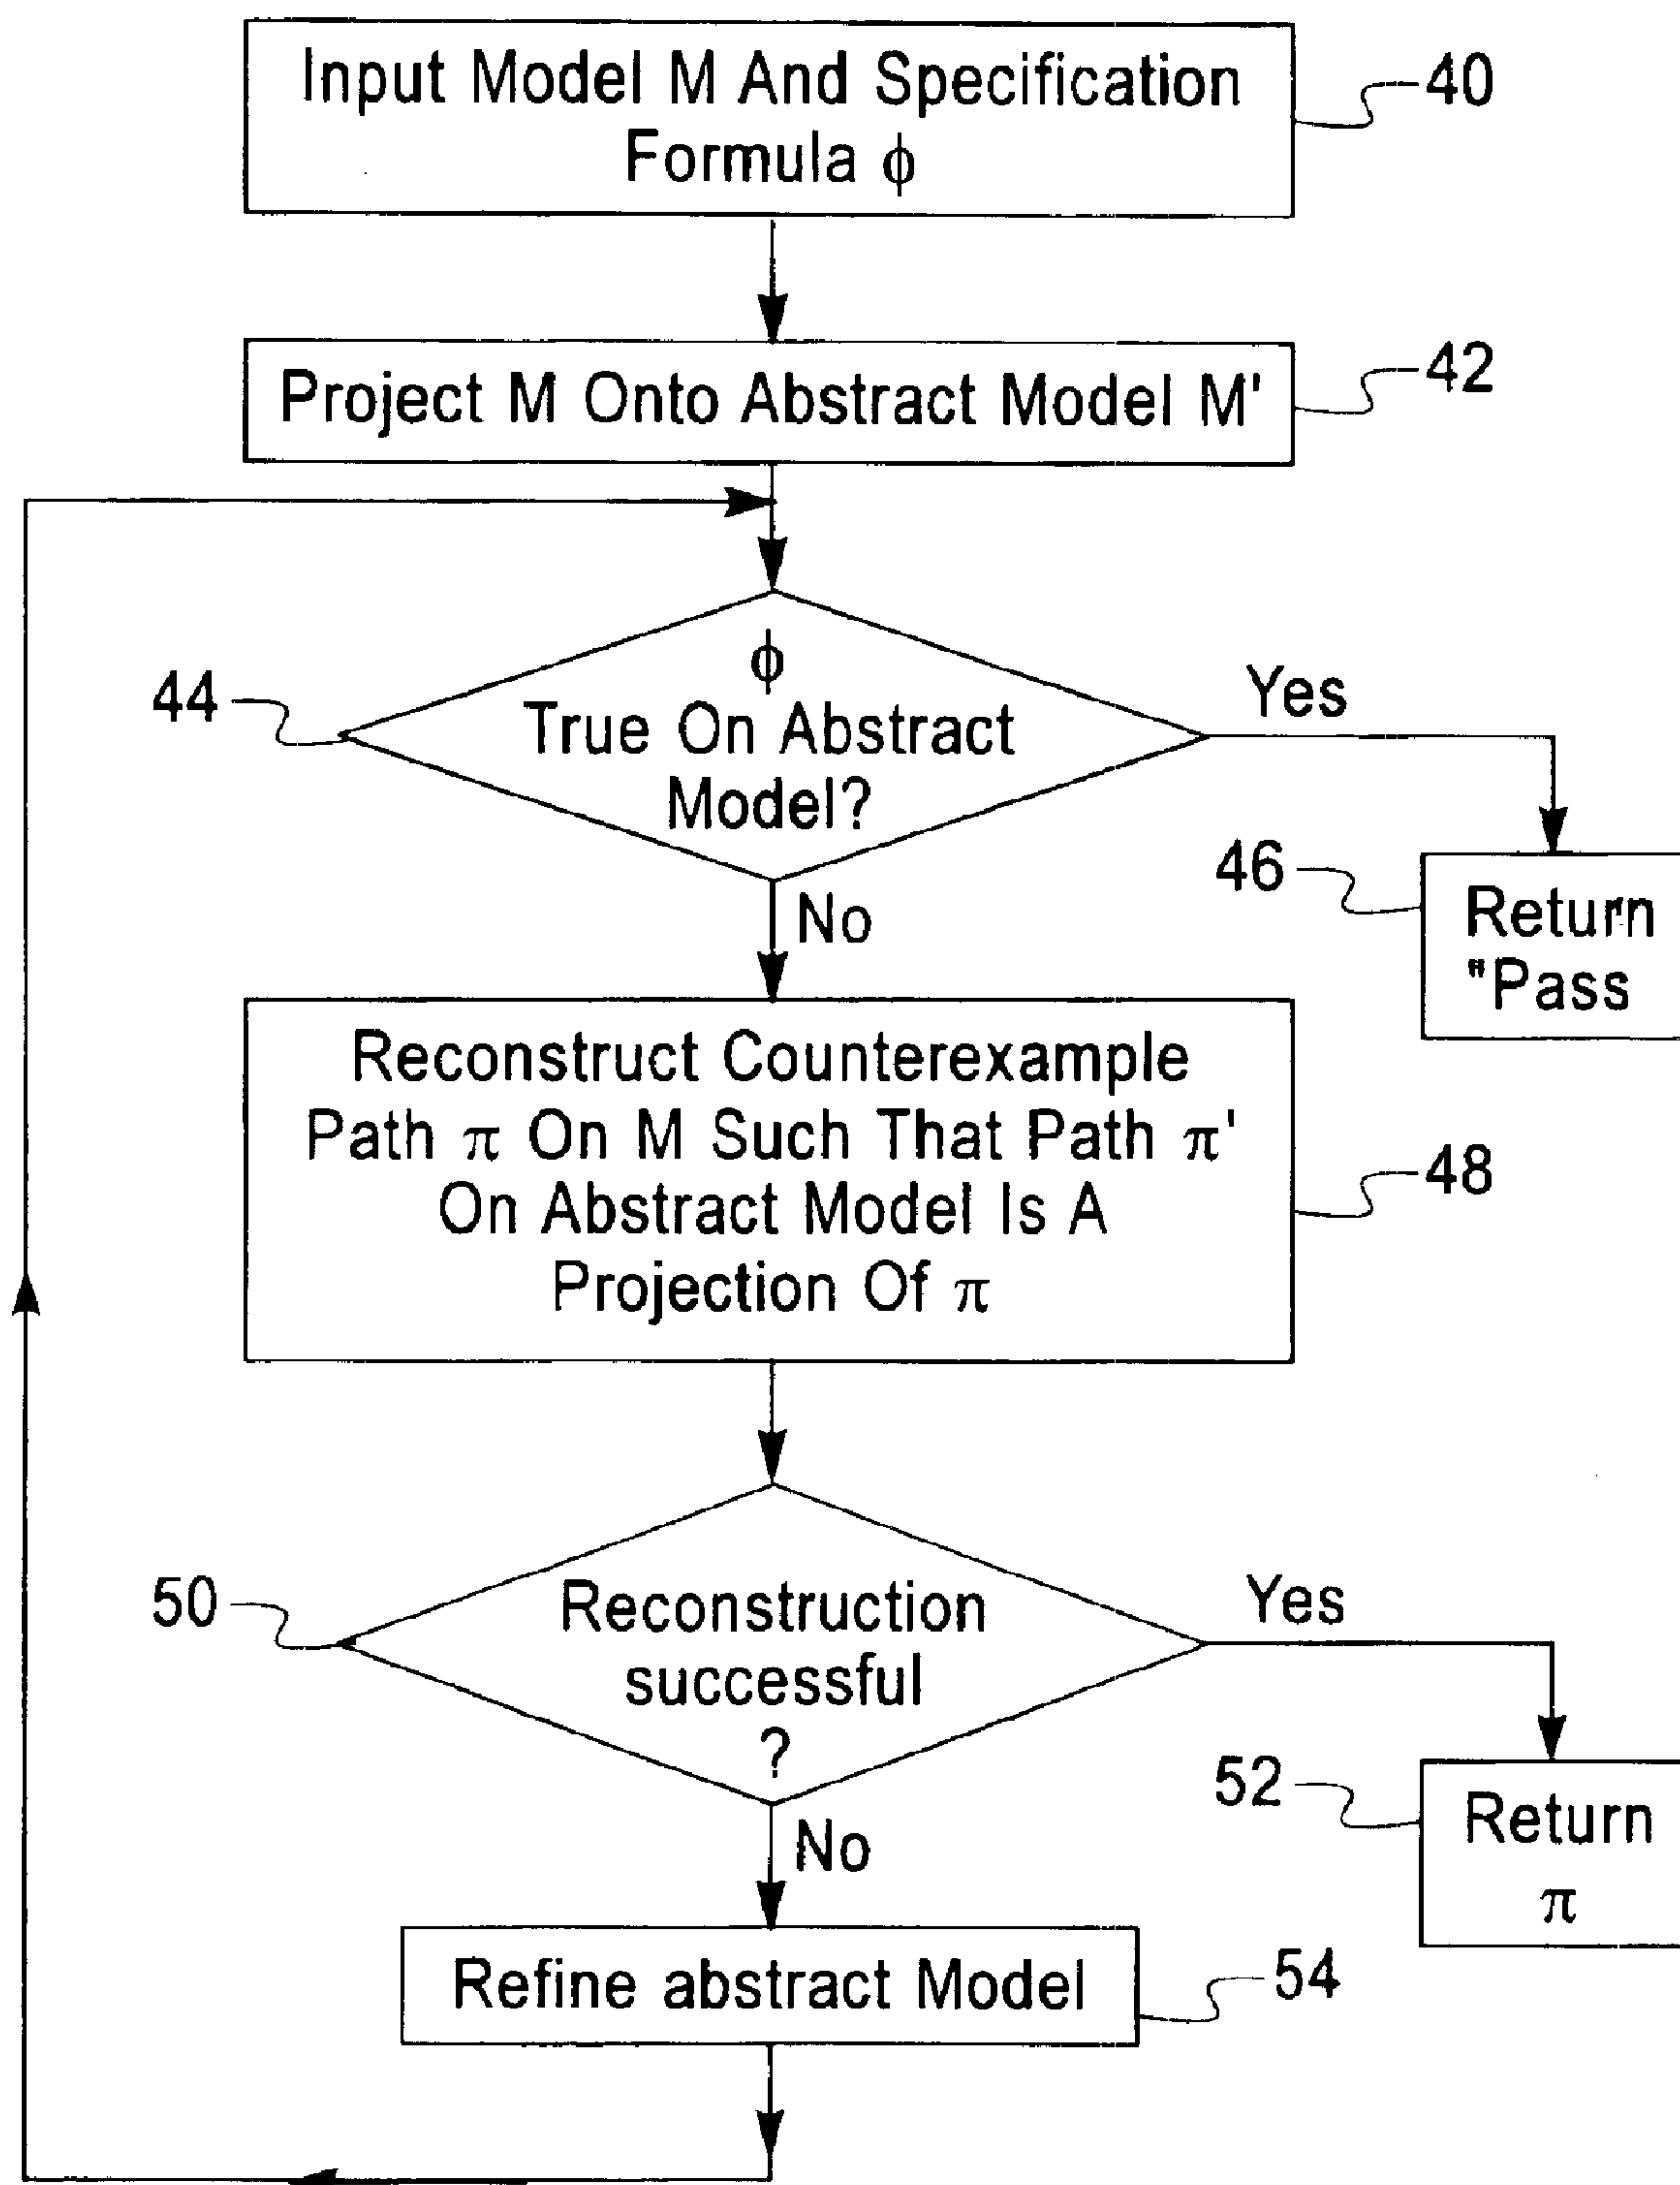 Input Model M And Specification
Formula ϕ
40
Project M Onto Abstract Model M'
42
ϕ
True On Abstract
Model?
44
Yes
46
Return
"Pass
No
Reconstruct Counterexample
Path π On M Such That Path π'
On Abstract Model Is A
Projection Of π
48
50
Reconstruction
successful
?
Yes
52
Return
π
No
Refine abstract Model
54